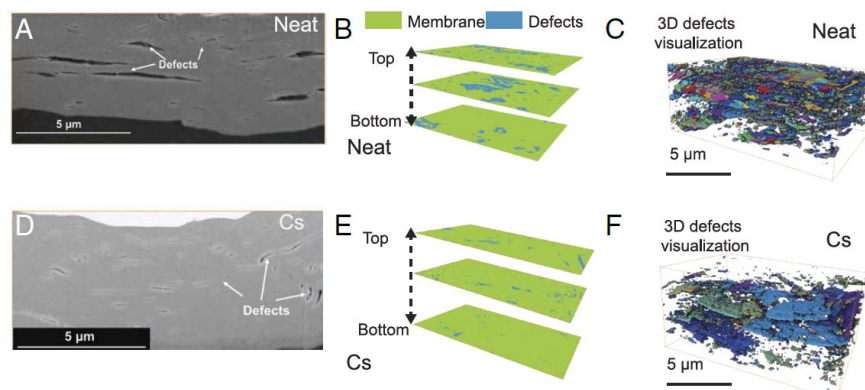 A
Neat
Defects
5 µm
B
Membrane
Defects
Top
Bottom
Neat
C
3D defects
visualization
Neat
5 µm
D
Cs
Defects
5 µm
E
Top
Bottom
Cs
F
3D defects
visualization
Cs
5 µm